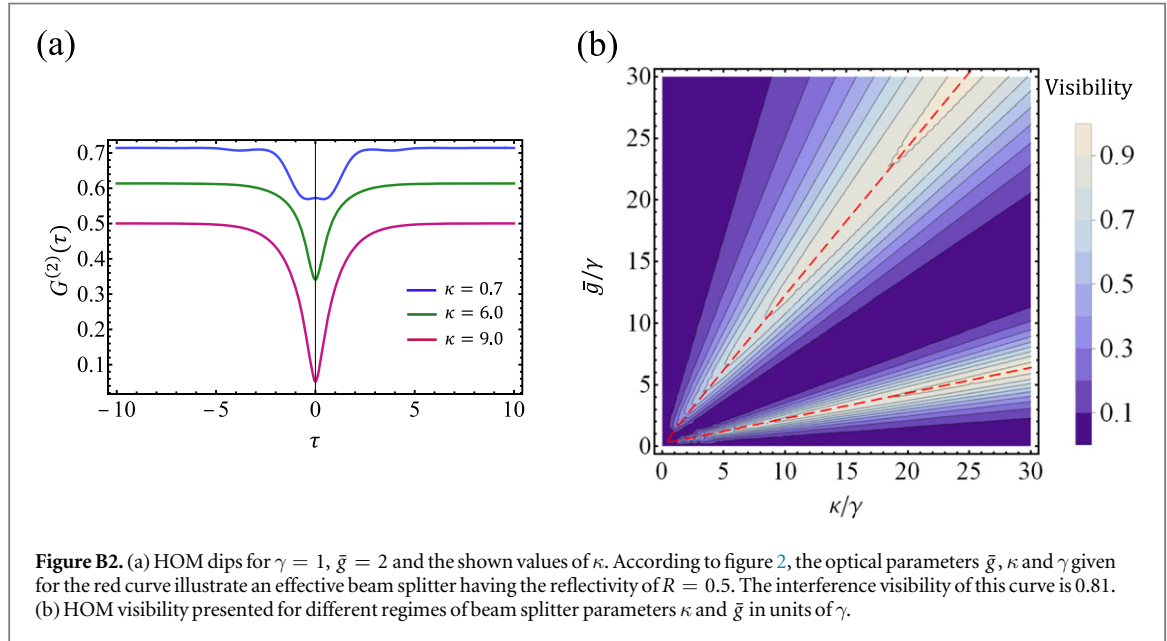 (a)
(b)
0.7
0.6
0.5
0.4
0.3
0.2
0.1
G^(2)(τ)
κ = 0.7
κ = 6.0
κ = 9.0
−10
−5
0
5
10
τ
30
25
20
15
10
5
0
ḡ/γ
0
5
10
15
20
25
30
κ/γ
Visibility
0.9
0.7
0.5
0.3
0.1
Figure B2. (a) HOM dips for γ = 1, ḡ = 2 and the shown values of κ. According to figure 2, the optical parameters ḡ, κ and γ given
for the red curve illustrate an effective beam splitter having the reflectivity of R = 0.5. The interference visibility of this curve is 0.81.
(b) HOM visibility presented for different regimes of beam splitter parameters κ and ḡ in units of γ.